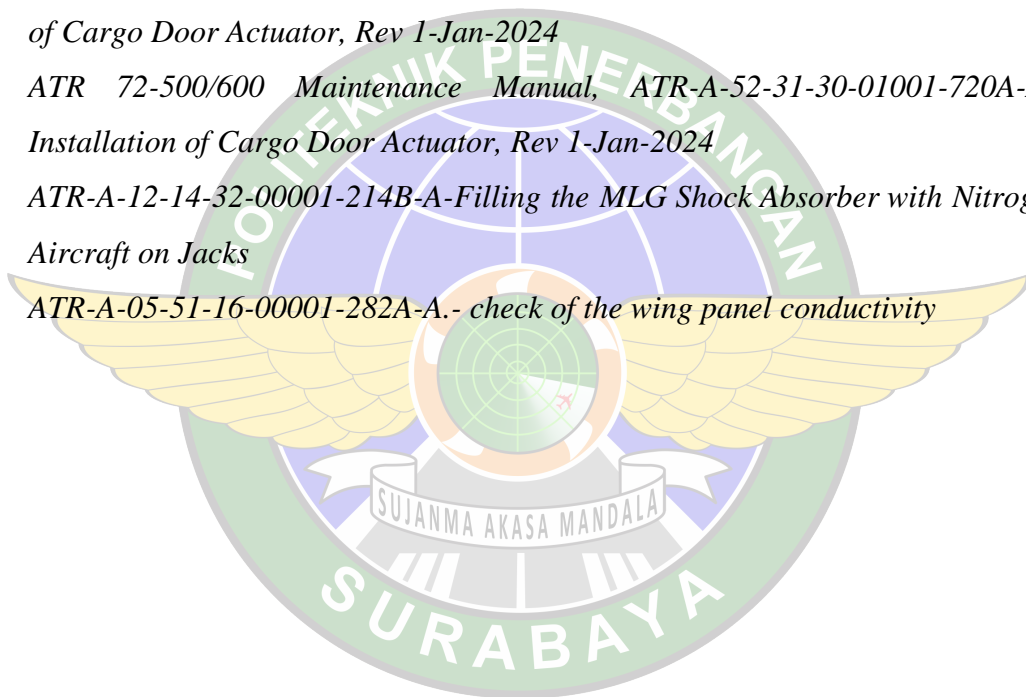 of Cargo Door Actuator, Rev 1-Jan-2024
ATR 72-500/600 Maintenance Manual, ATR-A-52-31-30-01001-720A-
Installation of Cargo Door Actuator, Rev 1-Jan-2024
ATR-A-12-14-32-00001-214B-A-Filling the MLG Shock Absorber with Nitrog
Aircraft on Jacks
ATR-A-05-51-16-00001-282A-A.- check of the wing panel conductivity
POLITEKNIK PENERBANGAN
SUJANMA AKASA MANDALA
SURABAYA